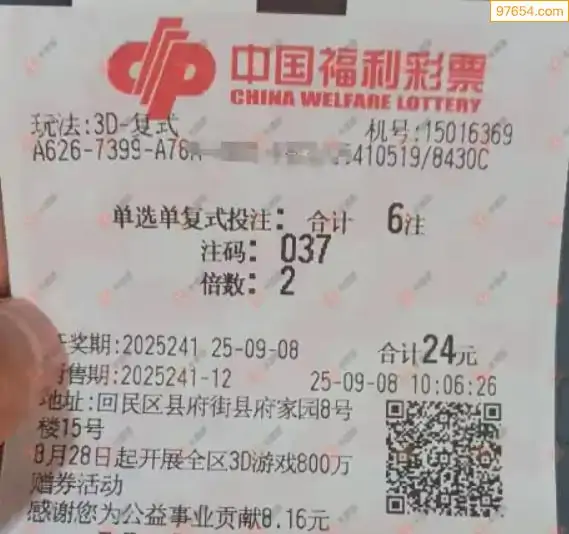 97654.com
中国福利彩票
CHINA WELFARE LOTTERY
玩法:3D-复式 机号:15016369
A626-7399-A76 410519/8430C
单选单复式投注: 合计 6注
注码: 037
倍数: 2
奖期:2025241 25-09-08 合计24元
售期:2025241-12 25-09-08 10:06:26
地址:回民区县府街县府家园8号
楼15号
8月28日起开展全区3D游戏800万
赠券活动
感谢您为公益事业贡献8.16元